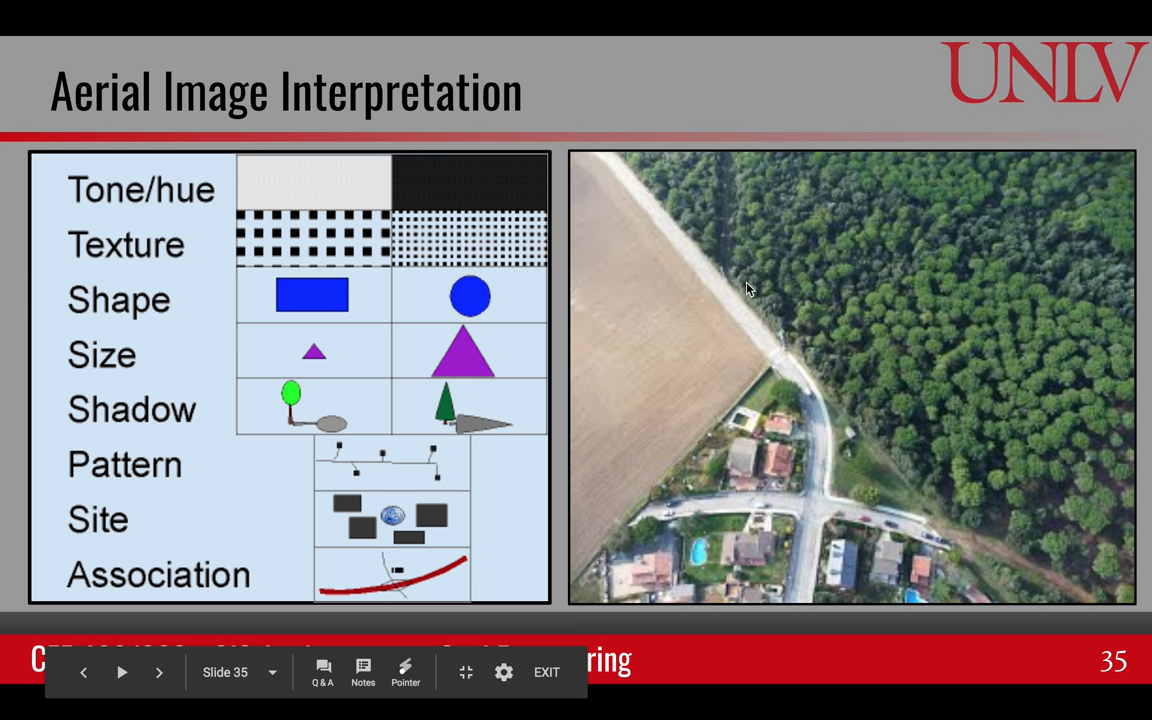 UNLV
Aerial Image Interpretation
Tone/hue
Texture
Shape
Size
Shadow
Pattern
Site
Association
35
Slide 35
Q & A
Notes
Pointer
EXIT